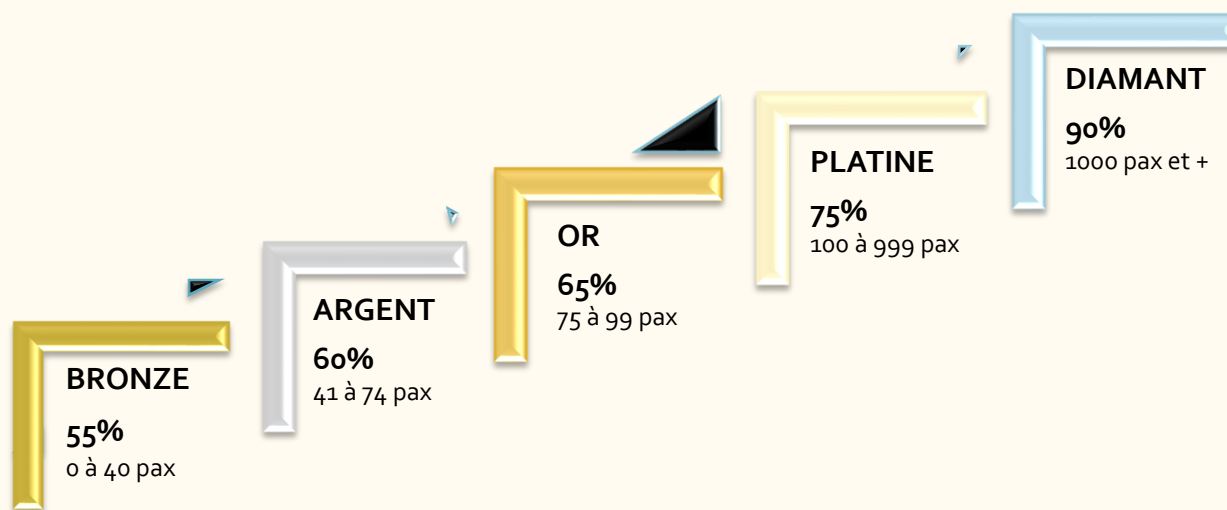 BRONZE
55%
0 à 40 pax
ARGENT
60%
41 à 74 pax
OR
65%
75 à 99 pax
PLATINE
75%
100 à 999 pax
DIAMANT
90%
1000 pax et +